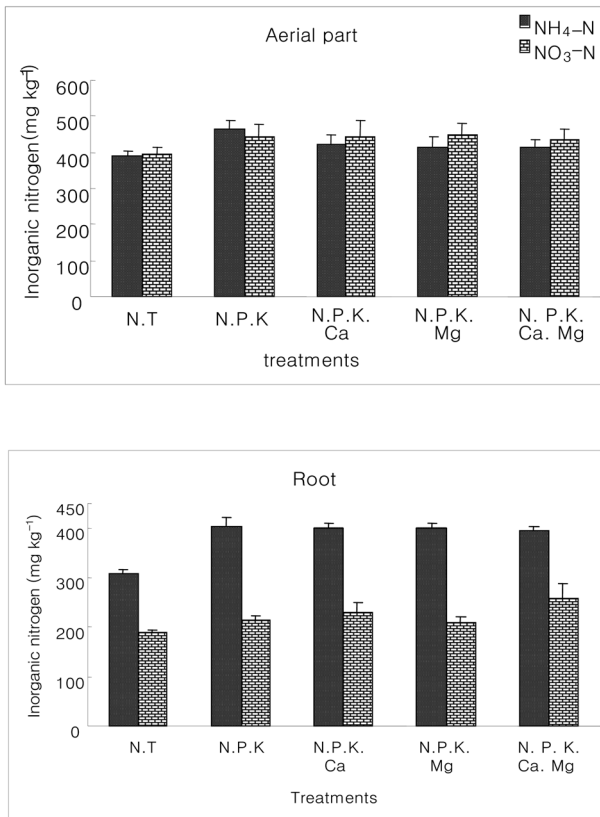 Aerial part
NH₄–N
NO₃–N
Inorganic nitrogen (mg kg⁻¹)
600
500
400
300
200
100
0
N.T
N.P.K
N.P.K.
Ca
N.P.K.
Mg
N. P.K.
Ca. Mg
treatments
Root
Inorganic nitrogen (mg kg⁻¹)
450
400
300
200
100
0
N.T
N.P.K
N.P.K.
Ca
N.P.K.
Mg
N. P. K.
Ca. Mg
Treatments